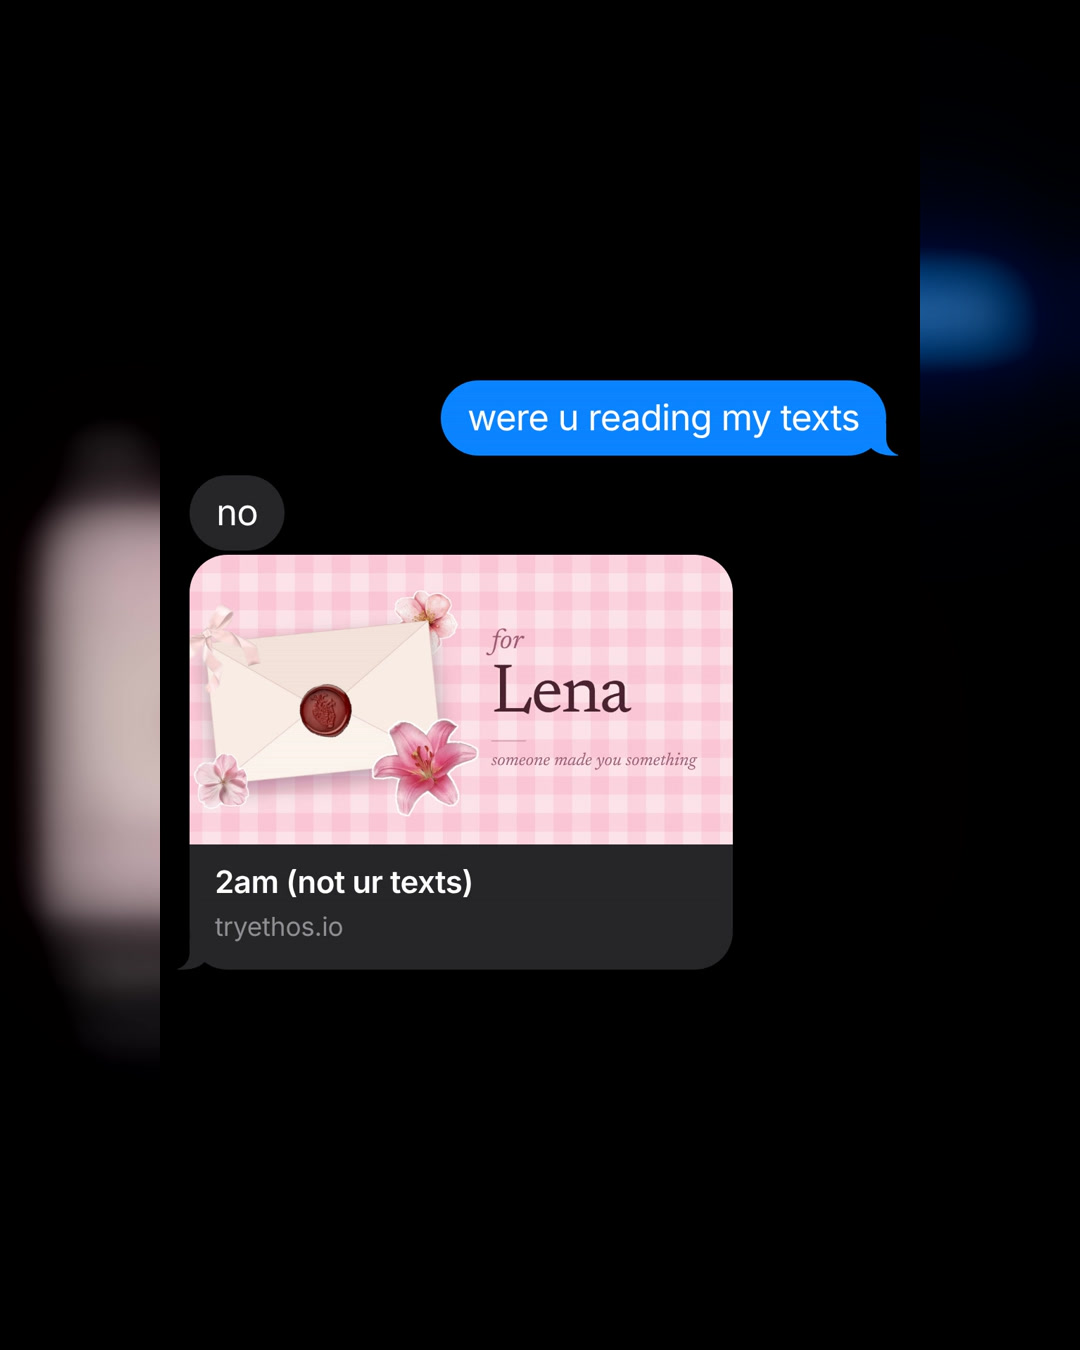 were u reading my texts
no
for
Lena
someone made you something
2am (not ur texts)
tryethos.io